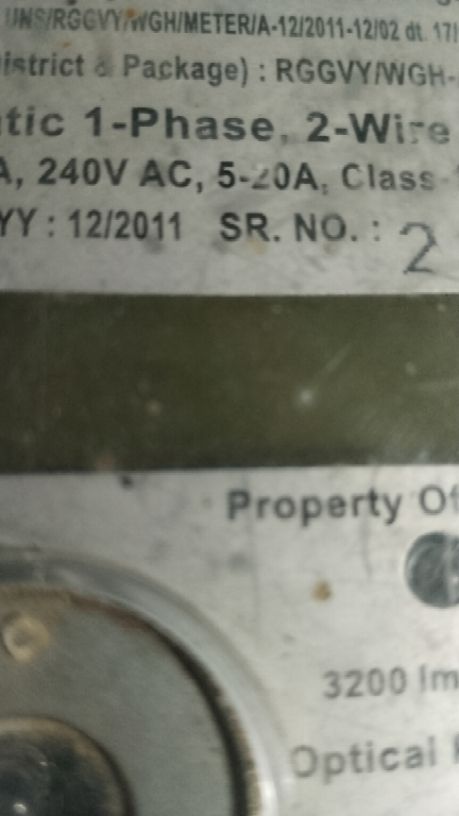 UNS/RGGVY/WGH/METER/A-12/2011-12/02 dt. 17
istrict & Package) : RGGVY/WGH-
tic 1-Phase, 2-Wire
A, 240V AC, 5-20A, Class
YY : 12/2011 SR. NO. : 2
Property Of
3200 Im
Optical